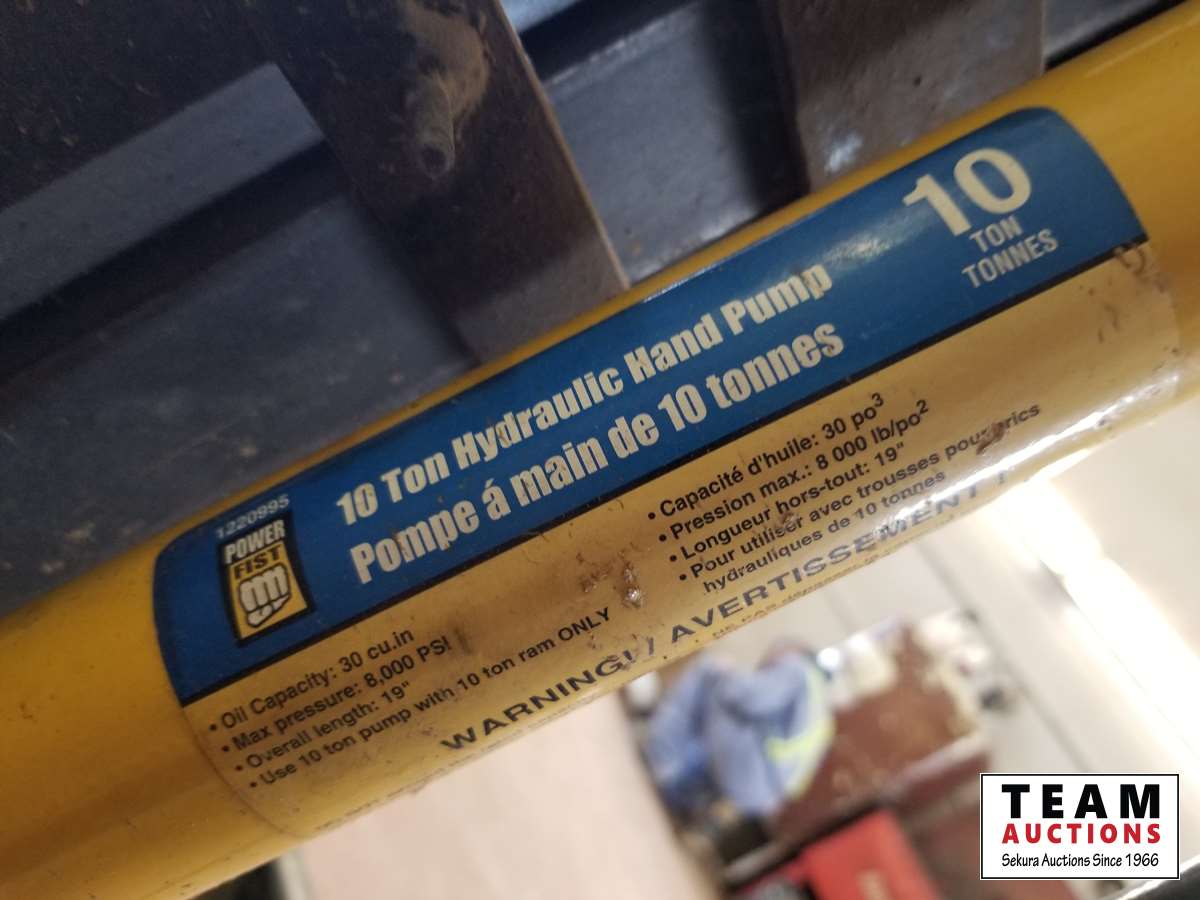 1220995
POWER
FIST
10 Ton Hydraulic Hand Pump
Pompe á main de 10 tonnes
10
TON
TONNES
• Oil Capacity: 30 cu.in
• Max pressure: 8,000 PSI
• Overall length: 19"
• Use 10 ton pump with 10 ton ram ONLY
• Capacité d'huile: 30 po³
• Pression max.: 8 000 lb/po²
• Longueur hors-tout: 19"
• Pour utiliser avec trousses pour
hydrauliques de 10 tonnes
WARNING! / AVERTISSEMENT !
TEAM
AUCTIONS
Sekura Auctions Since 1966